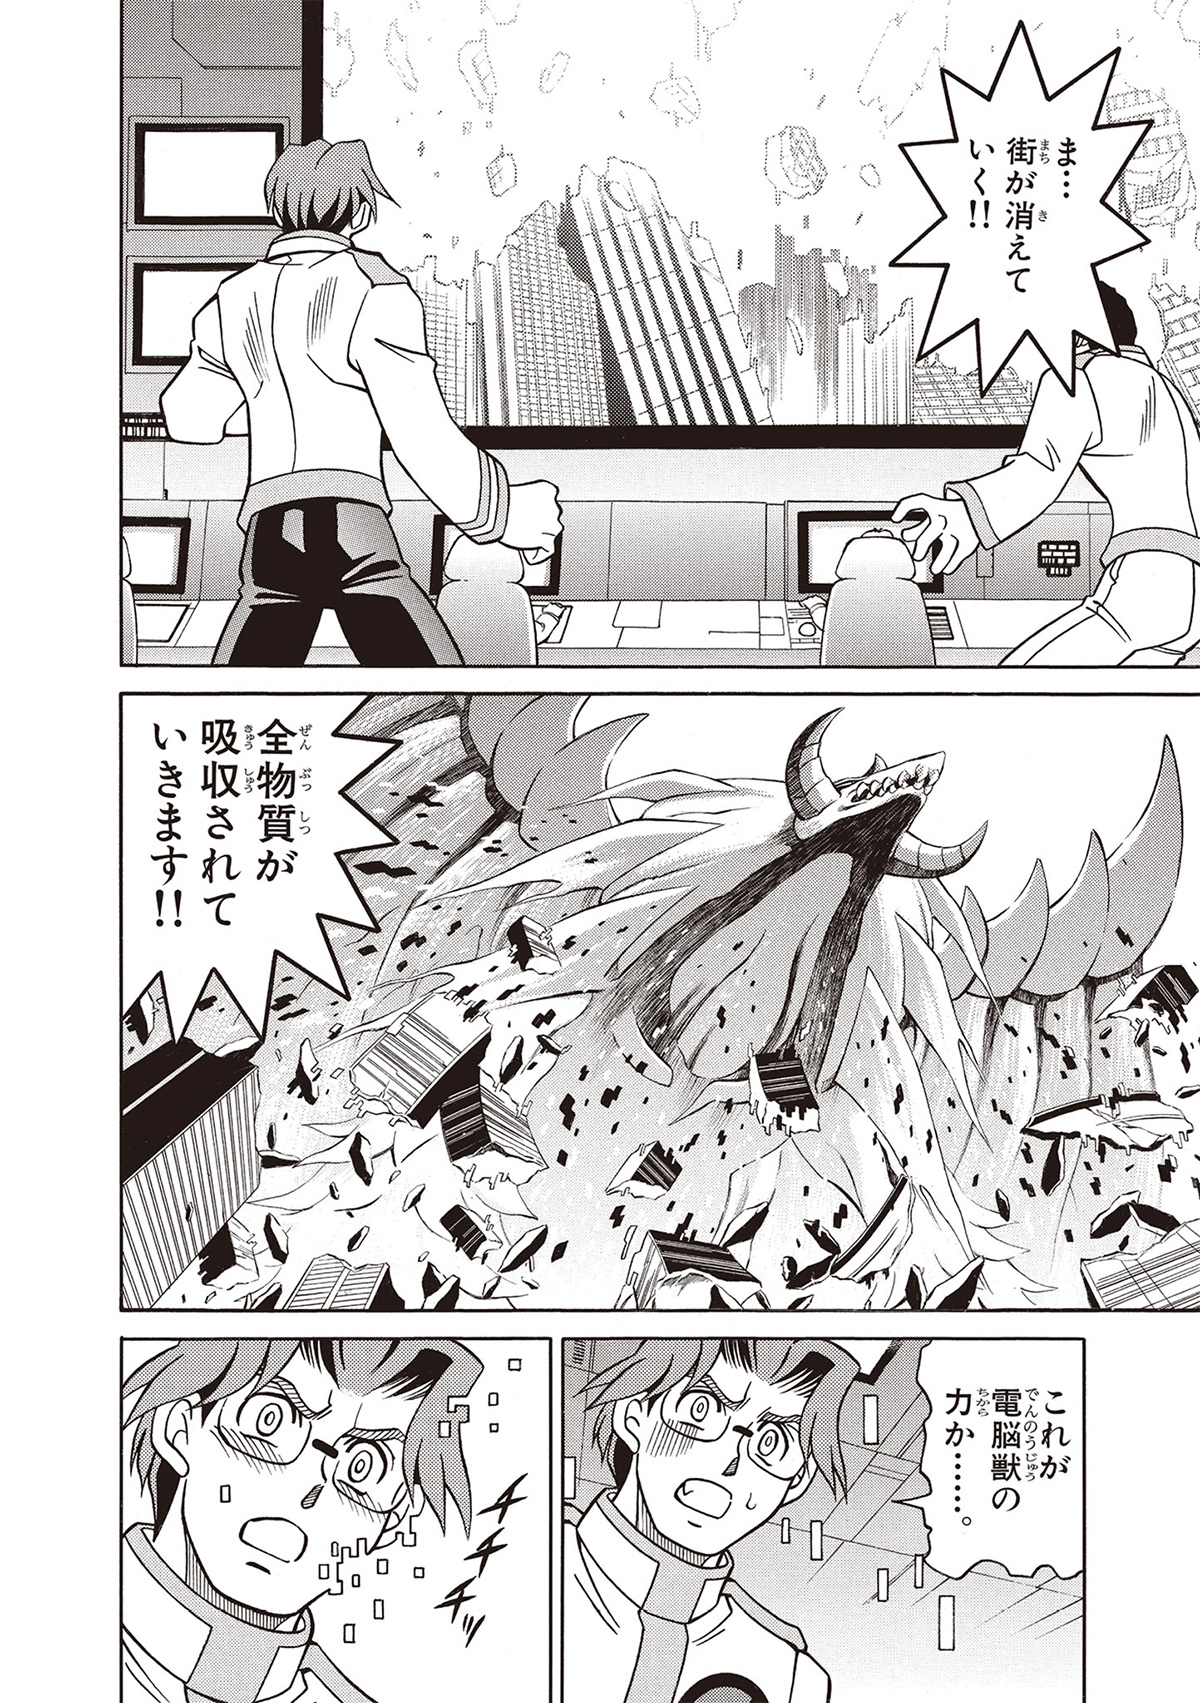 ま…
街が消えて
いく!!
全物質が
吸収されて
いきます!!
これが
電脳獣の
力か……。
チチチチッ